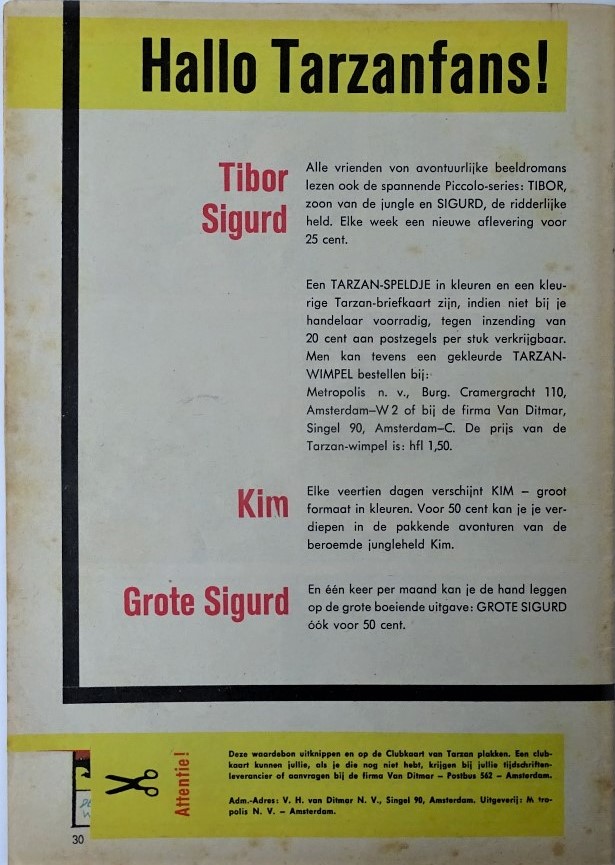 Hallo Tarzanfans!
Tibor
Sigurd
Alle vrienden von avontuurlijke beeldromans
lezen ook de spannende Piccolo-series: TIBOR,
zoon van de jungle en SIGURD, de ridderlijke
held. Elke week een nieuwe aflevering voor
25 cent.
Een TARZAN-SPELDJE in kleuren en een kleu-
rige Tarzan-briefkaart zijn, indien niet bij je
handelaar voorradig, tegen inzending van
20 cent aan postzegels per stuk verkrijgbaar.
Men kan tevens een gekleurde TARZAN-
WIMPEL bestellen bij:
Metropolis n. v., Burg. Cramergracht 110,
Amsterdam–W 2 of bij de firma Van Ditmar,
Singel 90, Amsterdam–C. De prijs van de
Tarzan-wimpel is: hfl 1,50.
Kim
Elke veertien dagen verschijnt KIM – groot
formaat in kleuren. Voor 50 cent kan je je ver-
diepen in de pakkende avonturen van de
beroemde jungleheld Kim.
Grote Sigurd
En één keer per maand kan je de hand leggen
op de grote boeiende uitgave: GROTE SIGURD
óók voor 50 cent.
Attentie!
Deze waardebon uitknippen en op de Clubkaart van Tarzan plakken. Een club-
kaart kunnen jullie, als je die nog niet hebt, krijgen bij jullie tijdschriften-
leverancier of aanvragen bij de firma Van Ditmar – Postbus 562 – Amsterdam.
Adm.-Adres: V. H. van Ditmar N. V., Singel 90, Amsterdam. Uitgeverij: M tro-
polis N. V. – Amsterdam.
30